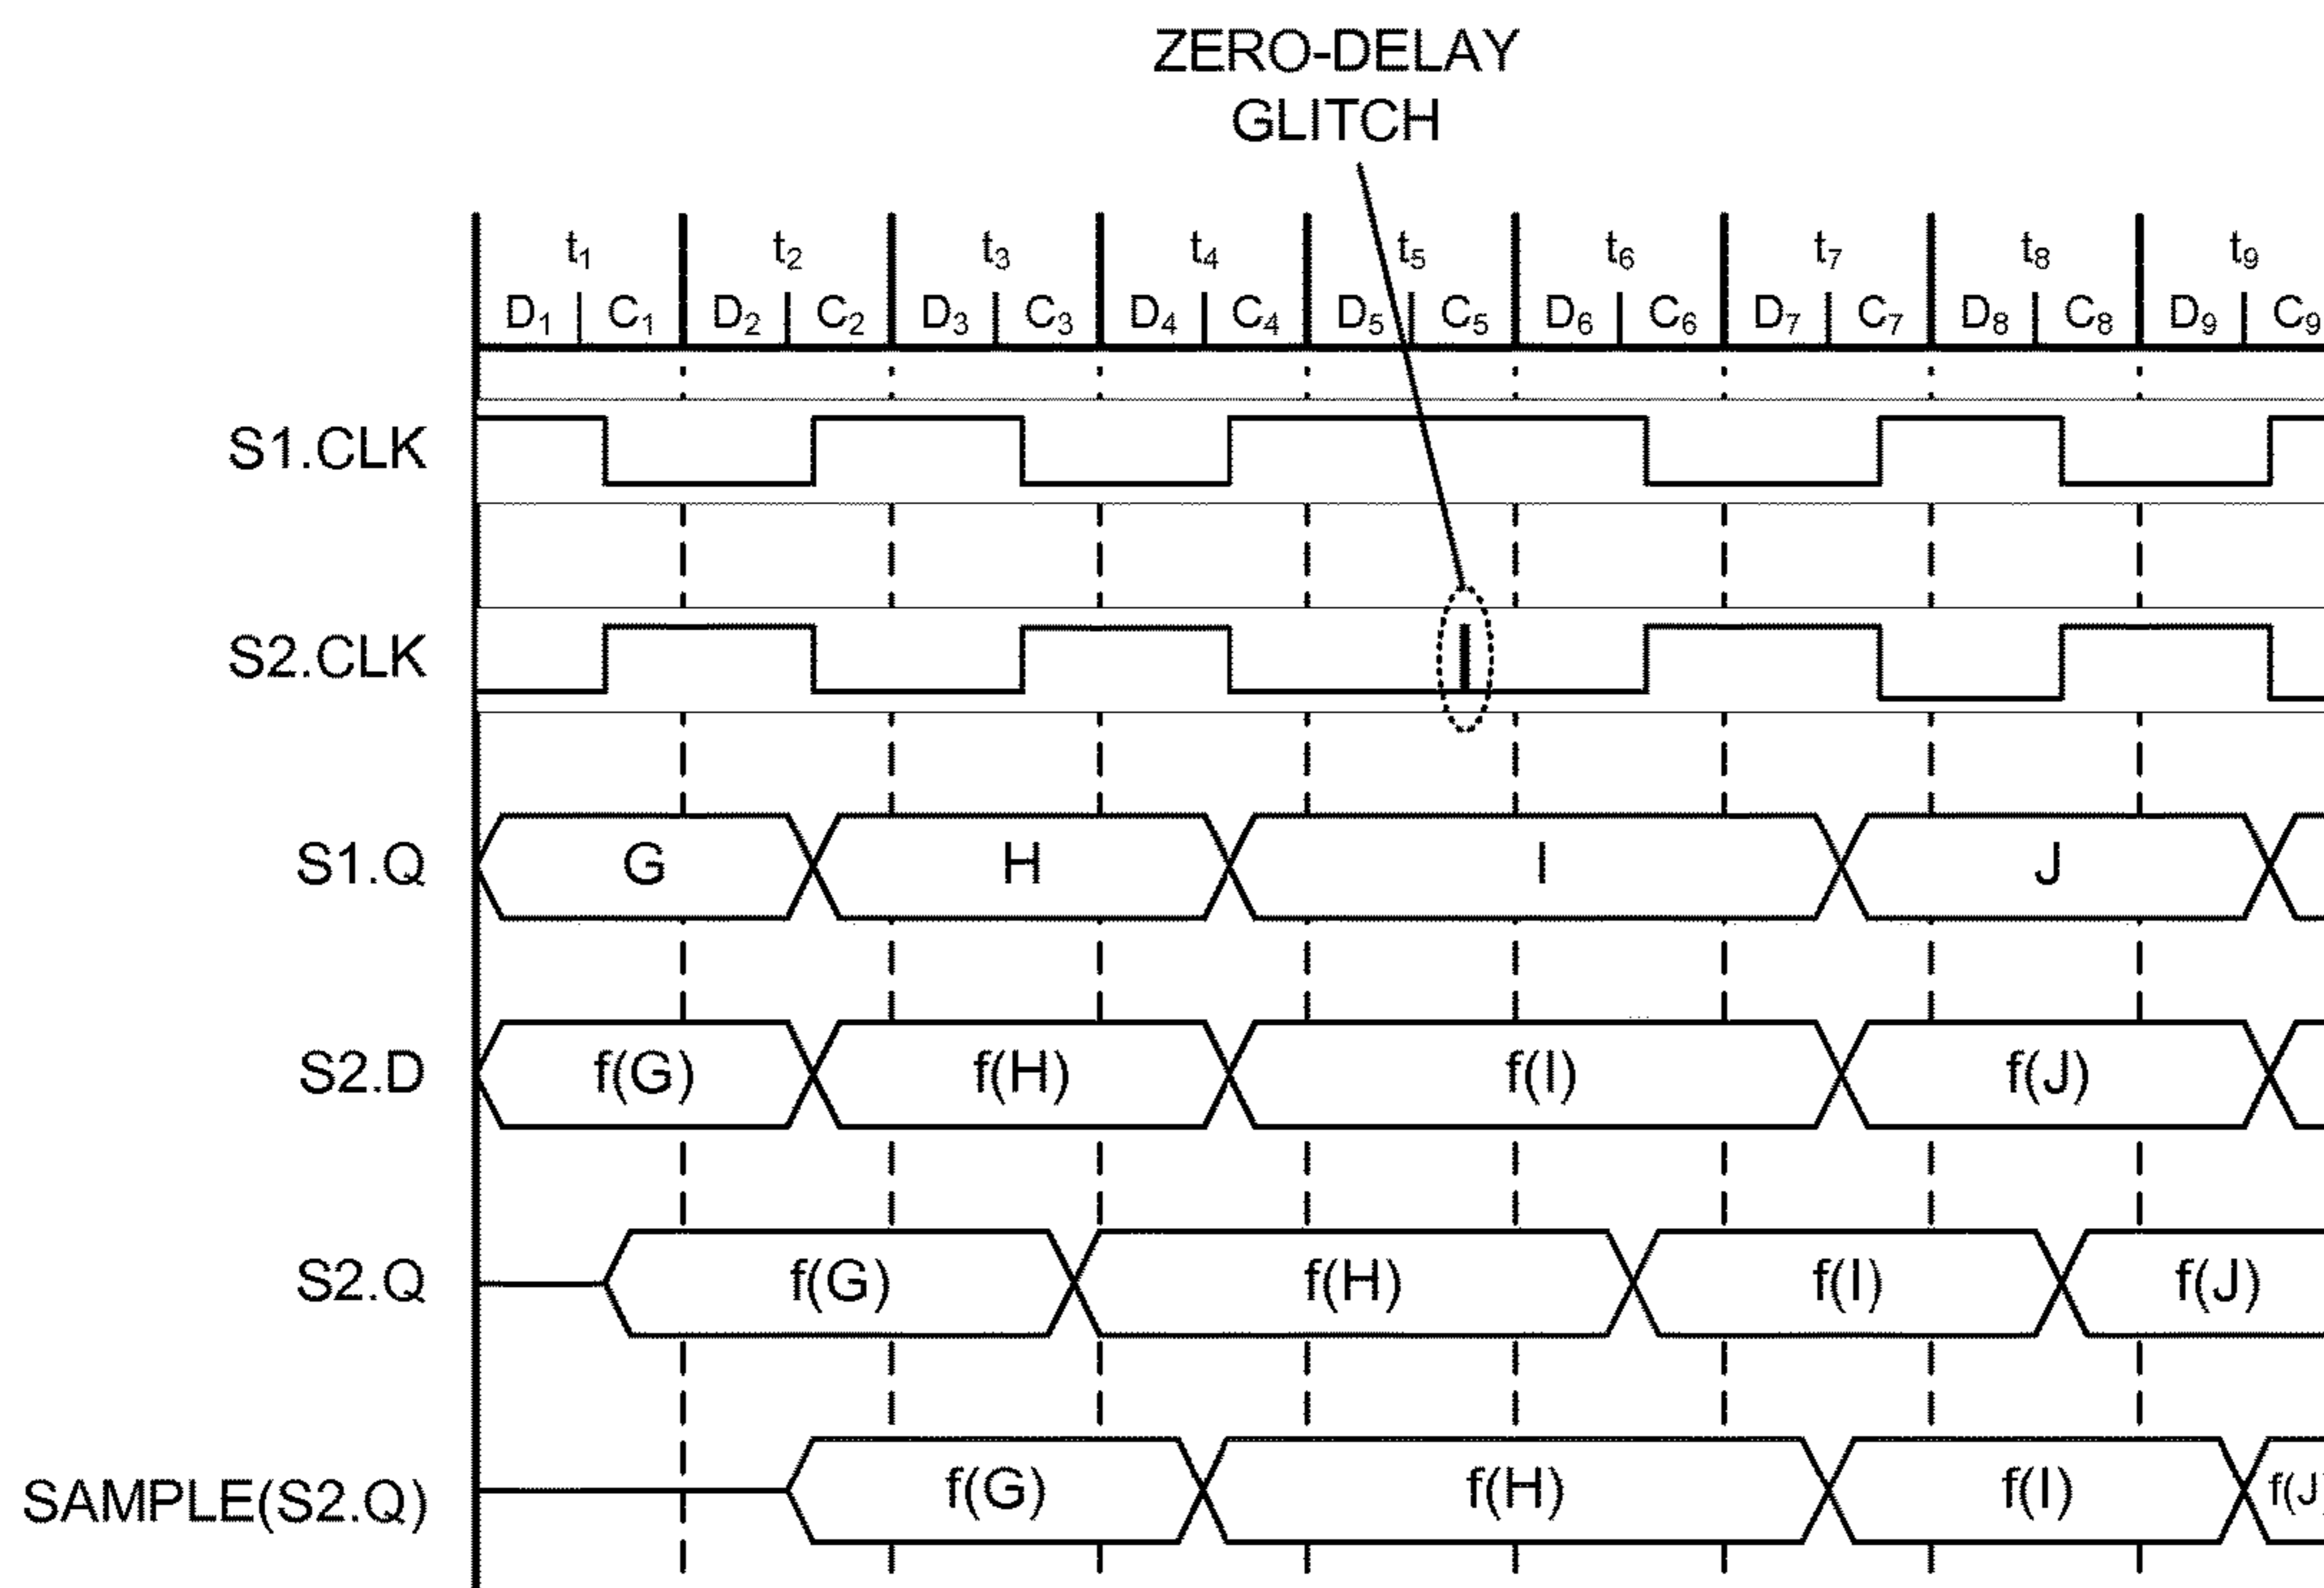 ZERO-DELAY
GLITCH
t₁ t₂ t₃ t₄ t₅ t₆ t₇ t₈ t₉
D₁ C₁ D₂ C₂ D₃ C₃ D₄ C₄ D₅ C₅ D₆ C₆ D₇ C₇ D₈ C₈ D₉ C₉
S1.CLK
S2.CLK
S1.Q G H I J
S2.D f(G) f(H) f(I) f(J)
S2.Q f(G) f(H) f(I) f(J)
SAMPLE(S2.Q) f(G) f(H) f(I) f(J)